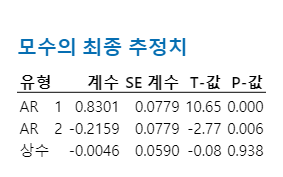 모수의 최종 추정치
유형 계수 SE 계수 T-값 P-값
AR 1 0.8301 0.0779 10.65 0.000
AR 2 -0.2159 0.0779 -2.77 0.006
상수 -0.0046 0.0590 -0.08 0.938